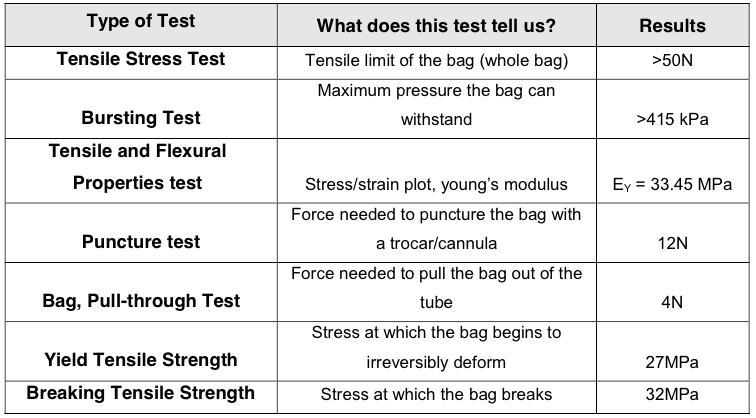 Type of Test What does this test tell us? Results
Tensile Stress Test Tensile limit of the bag (whole bag) >50N
Bursting Test Maximum pressure the bag can
withstand >415 kPa
Tensile and Flexural
Properties test Stress/strain plot, young's modulus EY = 33.45 MPa
Puncture test Force needed to puncture the bag with
a trocar/cannula 12N
Bag, Pull-through Test Force needed to pull the bag out of the
tube 4N
Yield Tensile Strength Stress at which the bag begins to
irreversibly deform 27MPa
Breaking Tensile Strength Stress at which the bag breaks 32MPa